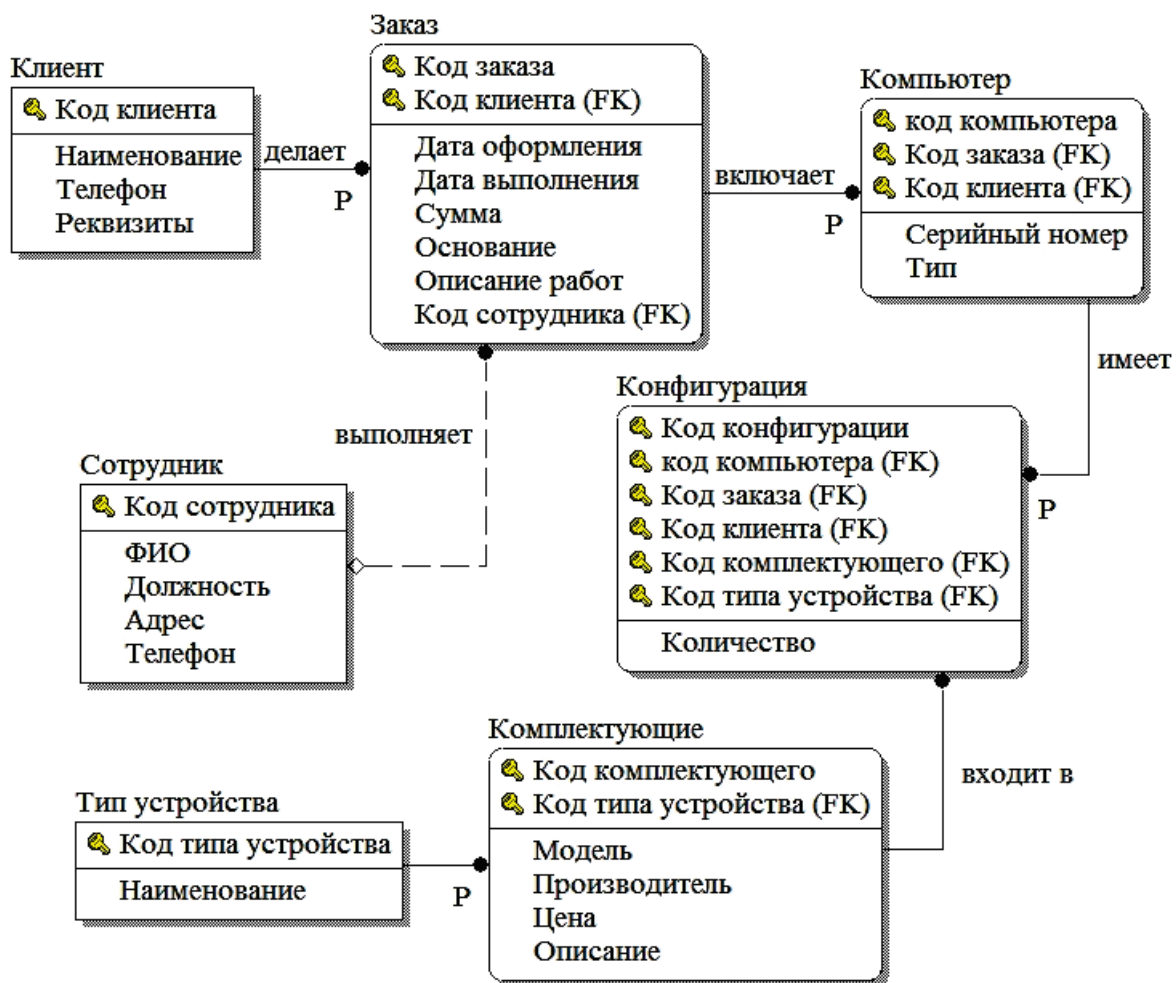 Заказ
Код заказа
Код клиента (FK)
Дата оформления
Дата выполнения
Сумма
Основание
Описание работ
Код сотрудника (FK)
Клиент
Код клиента
Наименование
Телефон
Реквизиты
делает
P
включает
P
Компьютер
код компьютера
Код заказа (FK)
Код клиента (FK)
Серийный номер
Тип
имеет
P
выполняет
Конфигурация
Код конфигурации
код компьютера (FK)
Код заказа (FK)
Код клиента (FK)
Код комплектующего (FK)
Код типа устройства (FK)
Количество
Сотрудник
Код сотрудника
ФИО
Должность
Адрес
Телефон
Комплектующие
Код комплектующего
Код типа устройства (FK)
Модель
Производитель
Цена
Описание
входит в
Тип устройства
Код типа устройства
Наименование
P